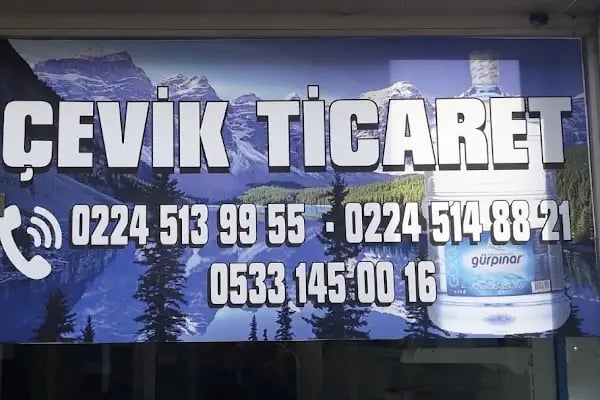 ÇEVİK TİCARET
0224 513 99 55 · 0224 514 88 21
0533 145 00 16
gürpınar